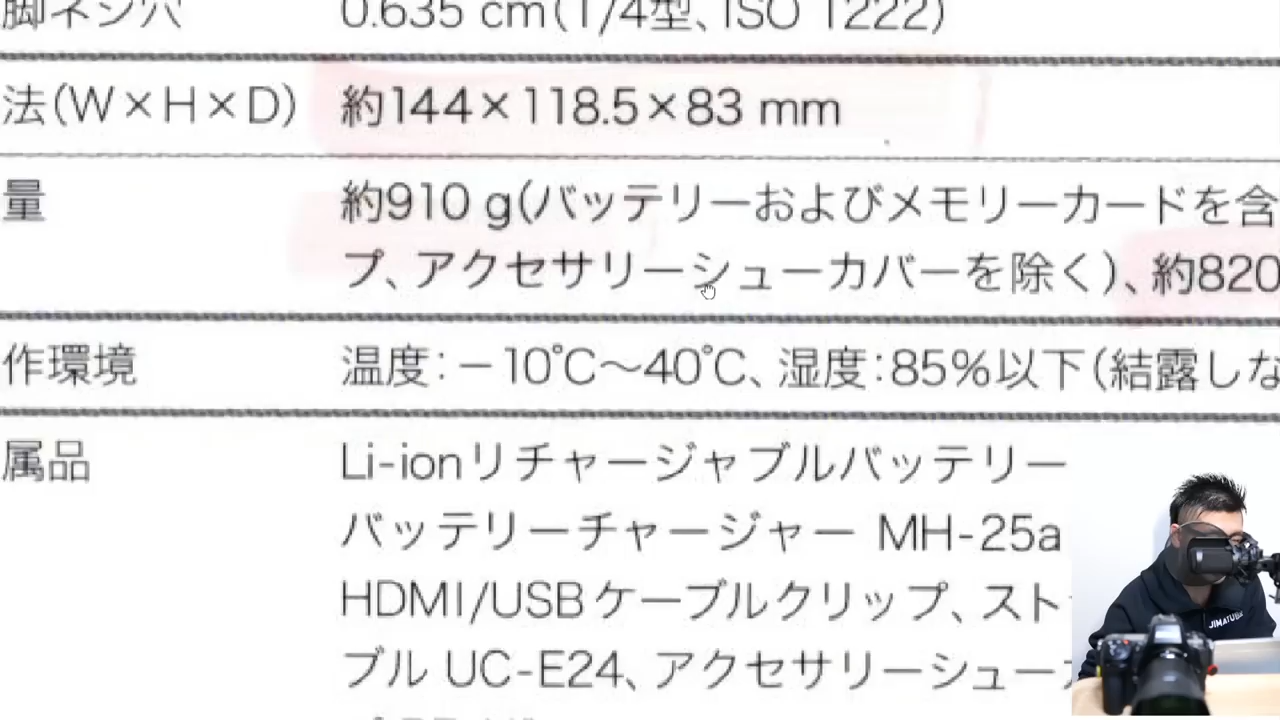 脚ネジ穴 0.635 cm(1/4型、ISO 1222)
法(W×H×D) 約144×118.5×83 mm
量 約910 g(バッテリーおよびメモリーカードを含
プ、アクセサリーシューカバーを除く)、約820
作環境 温度:-10℃~40℃、湿度:85%以下(結露しな
属品 Li-ionリチャージャブルバッテリー
バッテリーチャージャー MH-25a
HDMI/USBケーブルクリップ、スト
ブル UC-E24、アクセサリーシュー